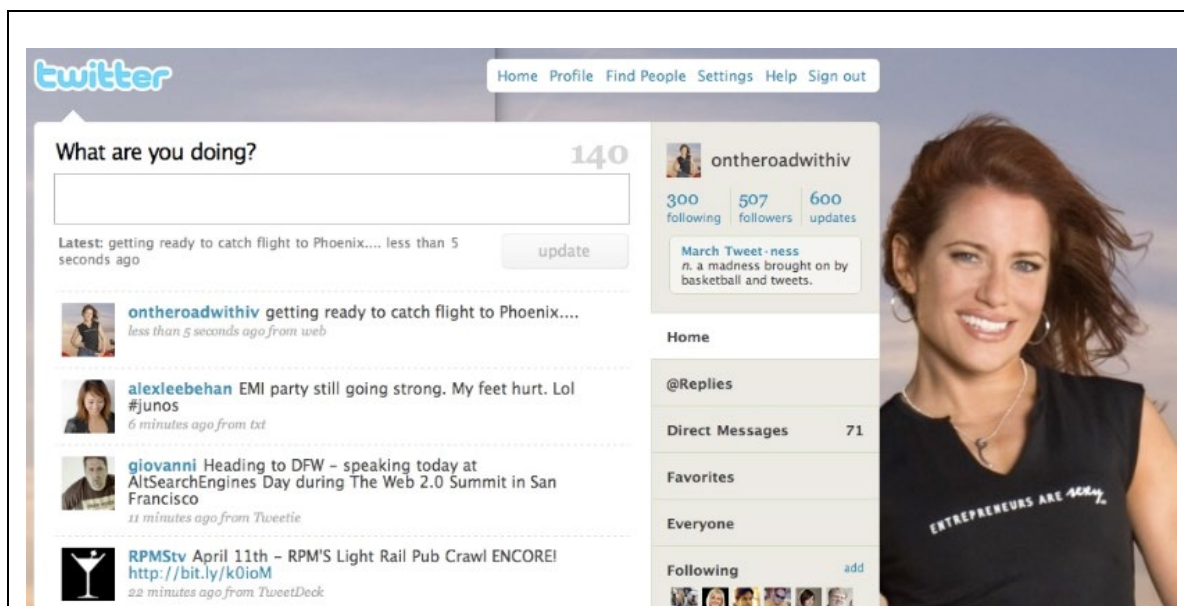 twitter
Home Profile Find People Settings Help Sign out
What are you doing?
140
Latest: getting ready to catch flight to Phoenix.... less than 5
seconds ago
update
ontheroadwithiv getting ready to catch flight to Phoenix....
less than 5 seconds ago from web
alexleebehan EMI party still going strong. My feet hurt. Lol
#junos
6 minutes ago from txt
giovanni Heading to DFW – speaking today at
AltSearchEngines Day during The Web 2.0 Summit in San
Francisco
11 minutes ago from Tweetie
RPMStv April 11th – RPM'S Light Rail Pub Crawl ENCORE!
http://bit.ly/k0ioM
22 minutes ago from TweetDeck
ontheroadwithiv
300 507 600
following followers updates
March Tweet·ness
n. a madness brought on by
basketball and tweets.
Home
@Replies
Direct Messages 71
Favorites
Everyone
Following add
ENTREPRENEURS ARE sexy